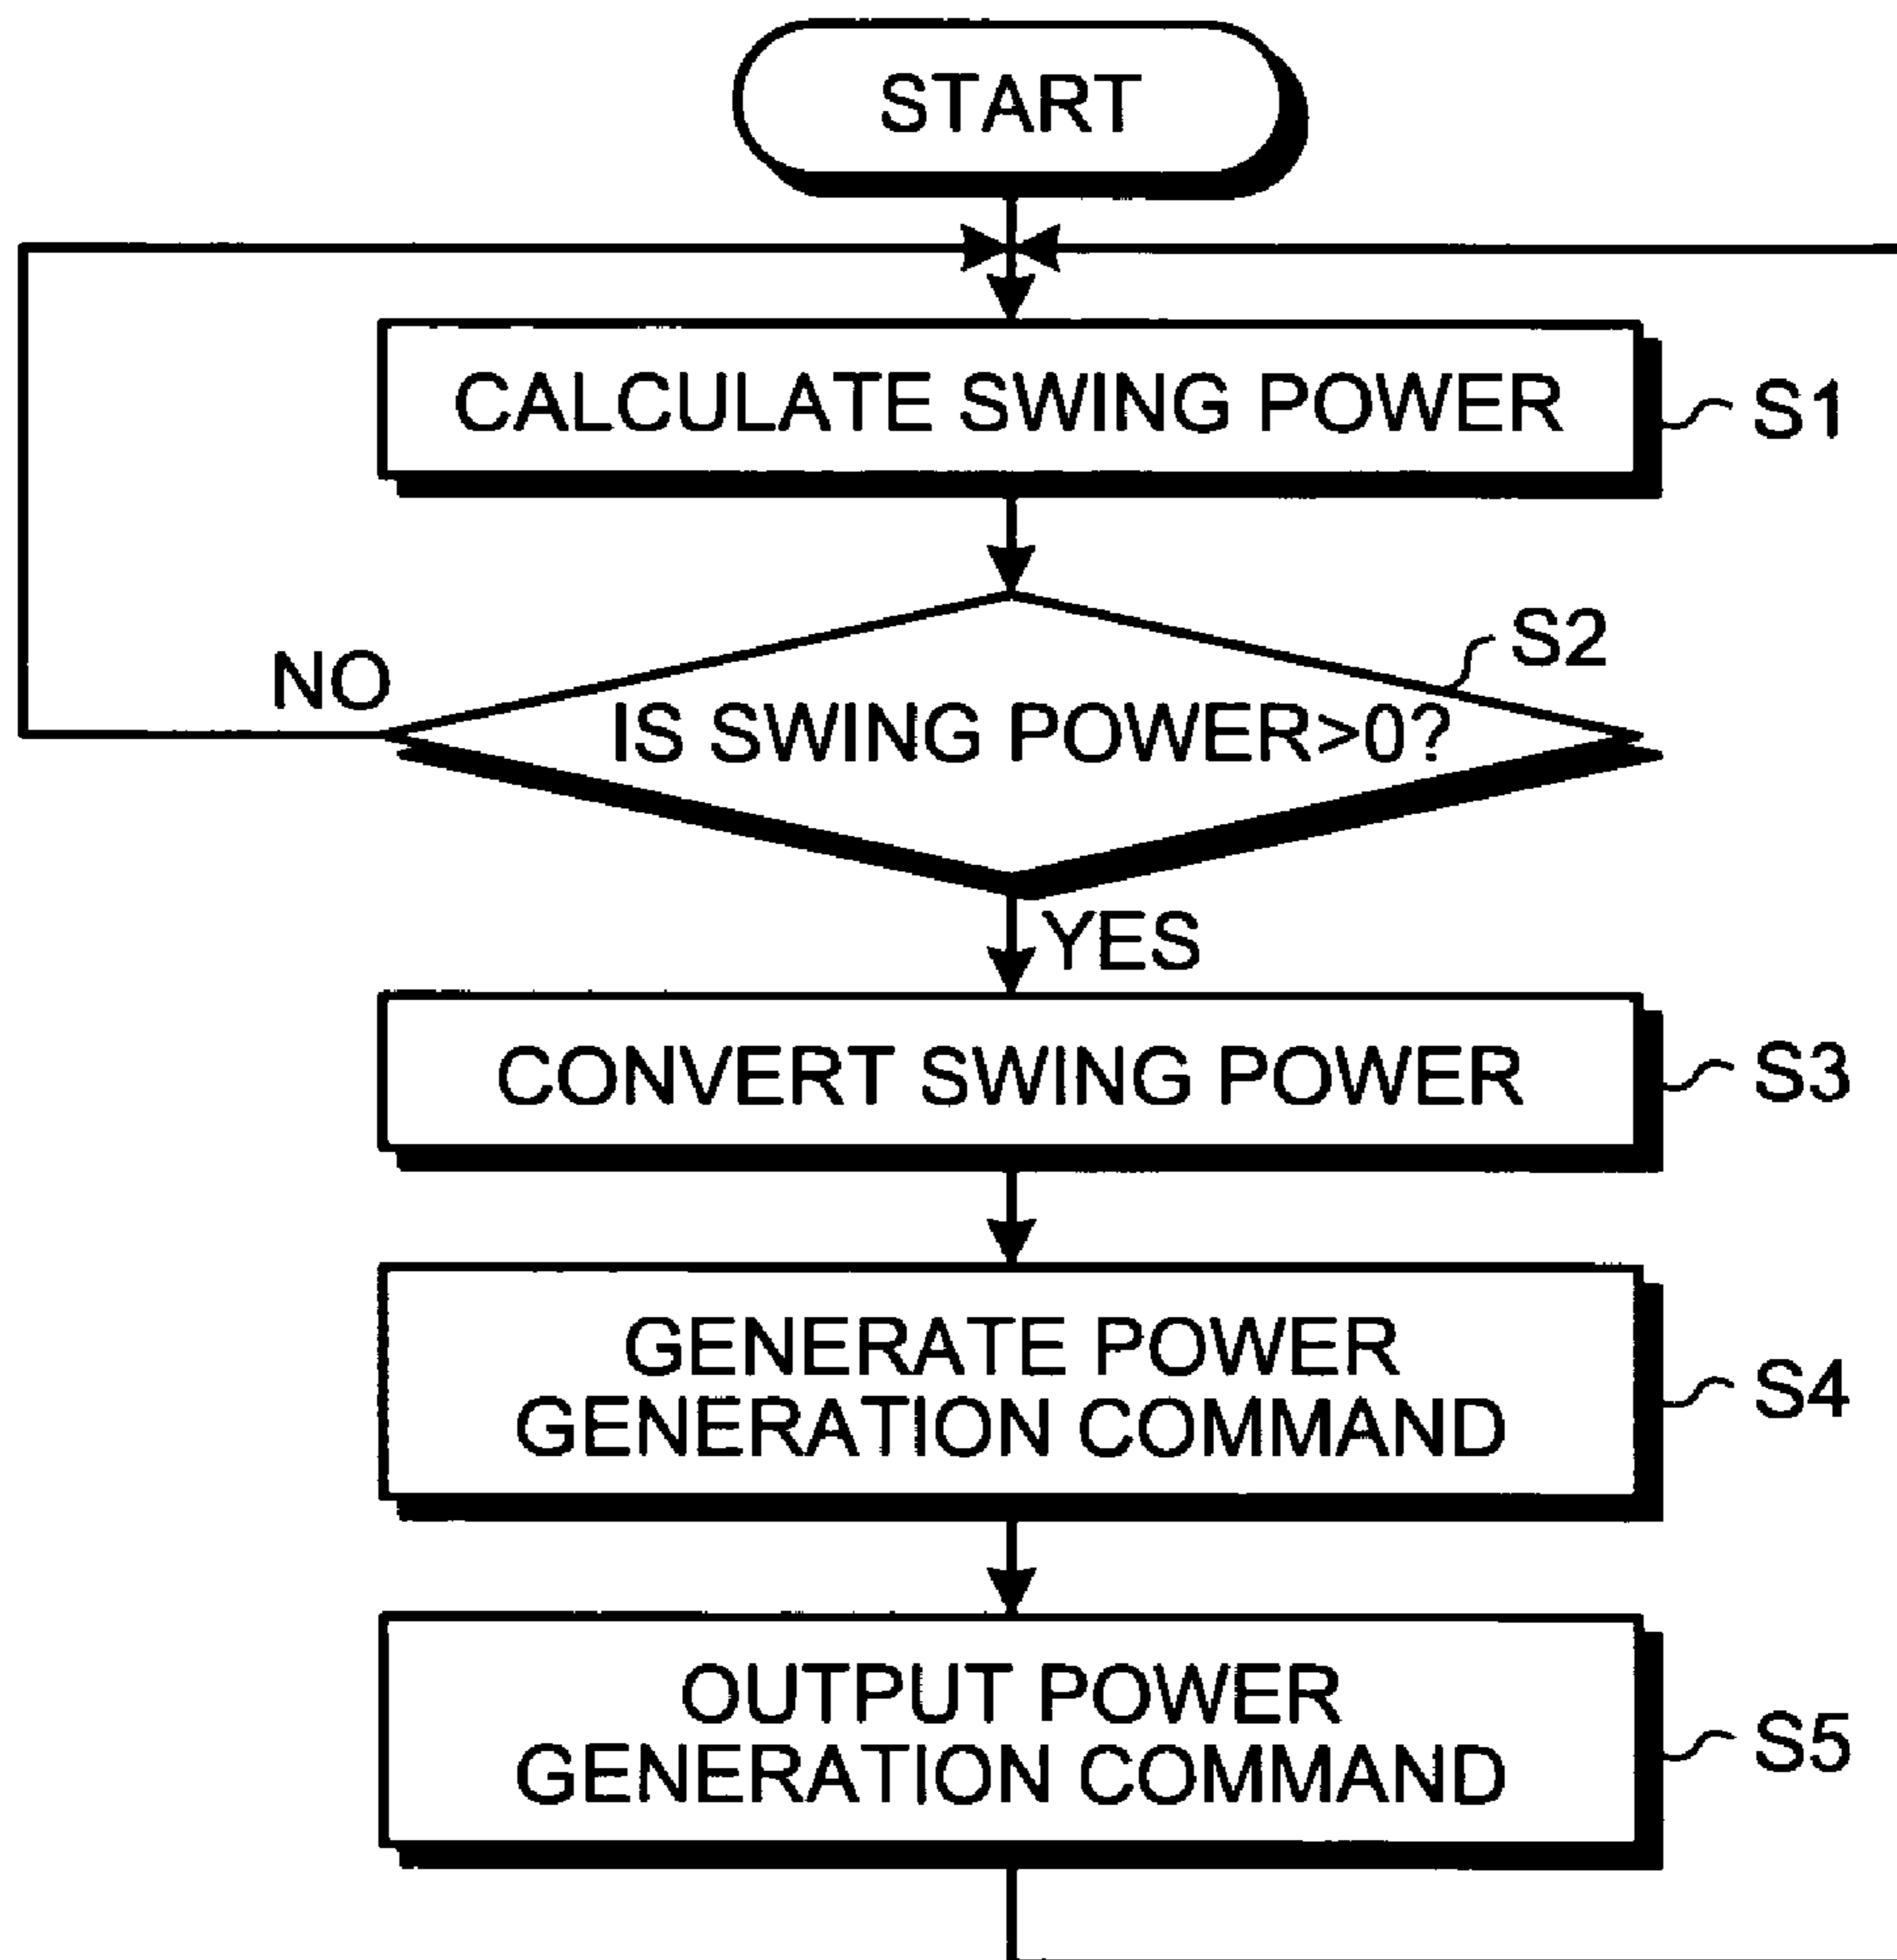 START
CALCULATE SWING POWER
S1
S2
NO
IS SWING POWER>0?
YES
CONVERT SWING POWER
S3
GENERATE POWER
GENERATION COMMAND
S4
OUTPUT POWER
GENERATION COMMAND
S5